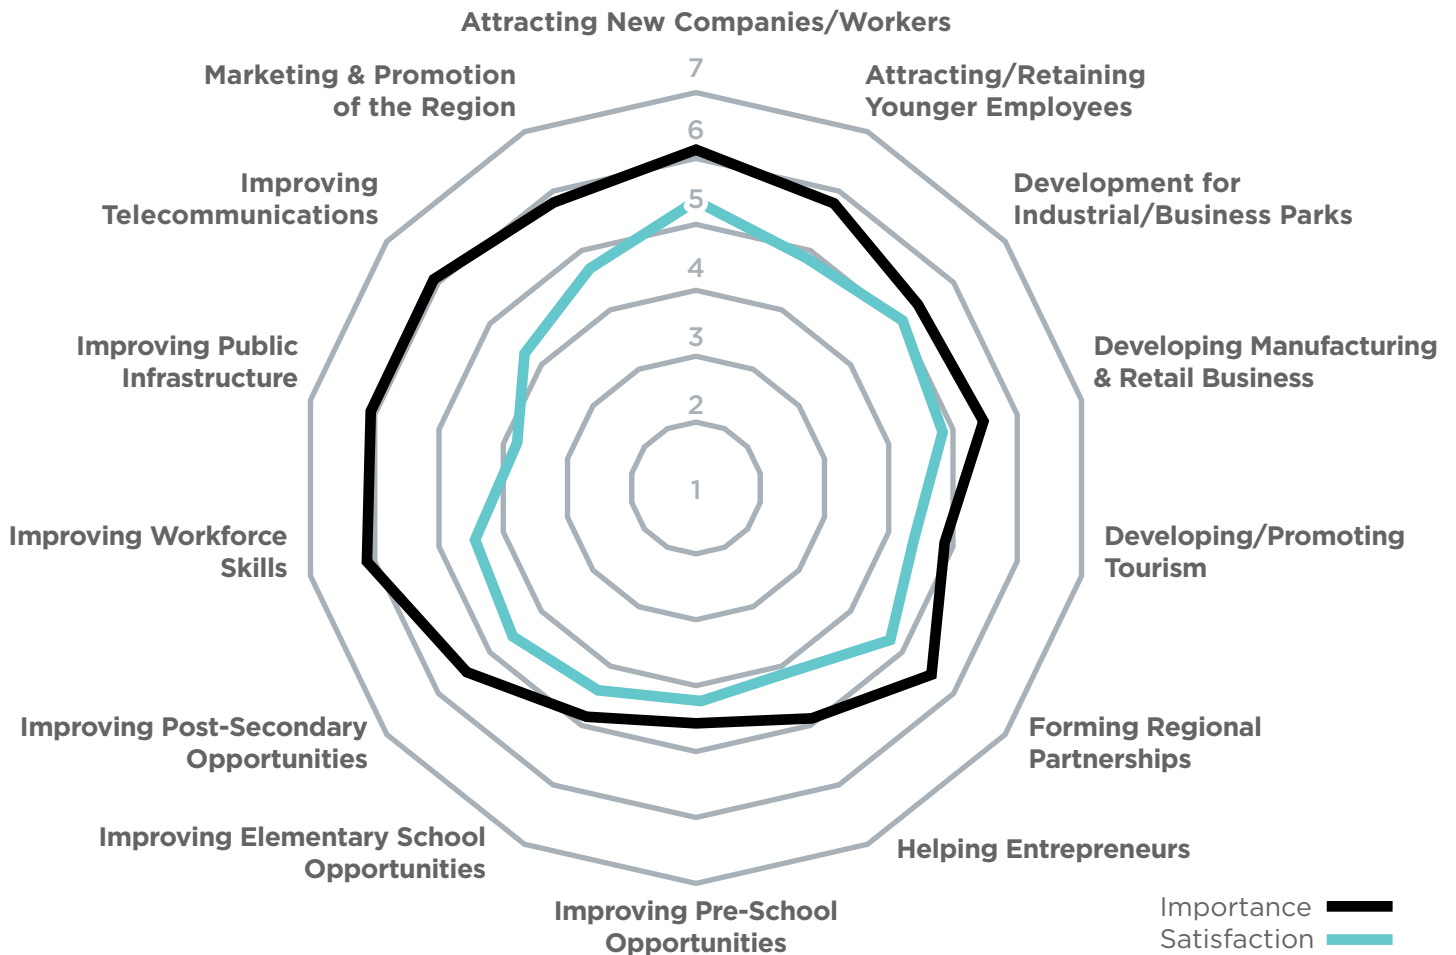 Attracting New Companies/Workers
Marketing & Promotion
of the Region
Attracting/Retaining
Younger Employees
Improving
Telecommunications
Development for
Industrial/Business Parks
Improving Public
Infrastructure
Developing Manufacturing
& Retail Business
Improving Workforce
Skills
Developing/Promoting
Tourism
Improving Post-Secondary
Opportunities
Forming Regional
Partnerships
Improving Elementary School
Opportunities
Helping Entrepreneurs
Improving Pre-School
Opportunities
7
6
5
4
3
2
1
Importance
Satisfaction